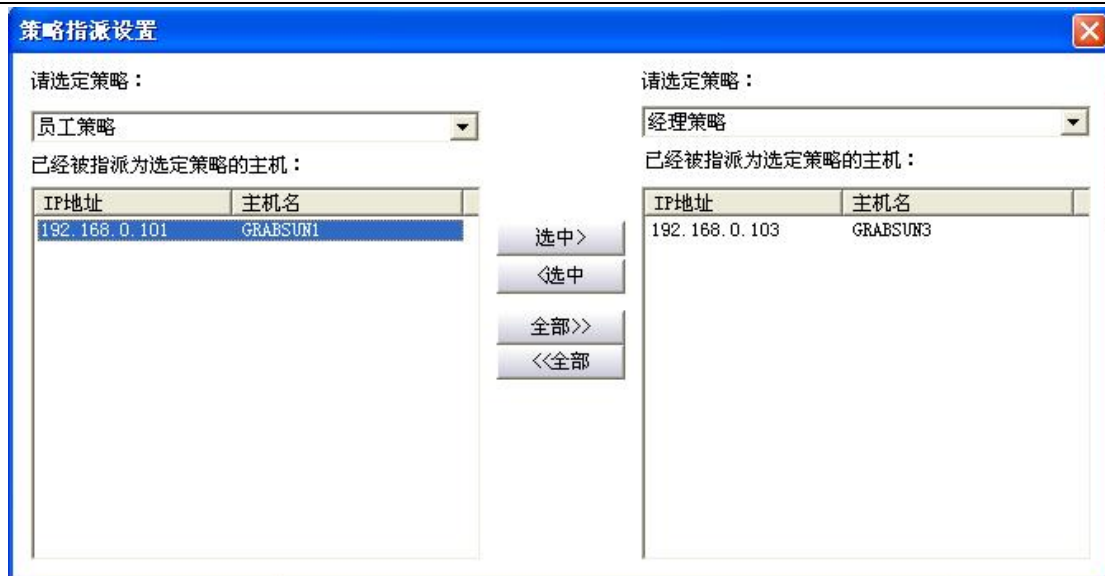 策略指派设置
请选定策略：
员工策略
已经被指派为选定策略的主机：
IP地址 主机名
192.168.0.101 GRABSUN1
选中>
<选中
全部>>
<<全部
请选定策略：
经理策略
已经被指派为选定策略的主机：
IP地址 主机名
192.168.0.103 GRABSUN3